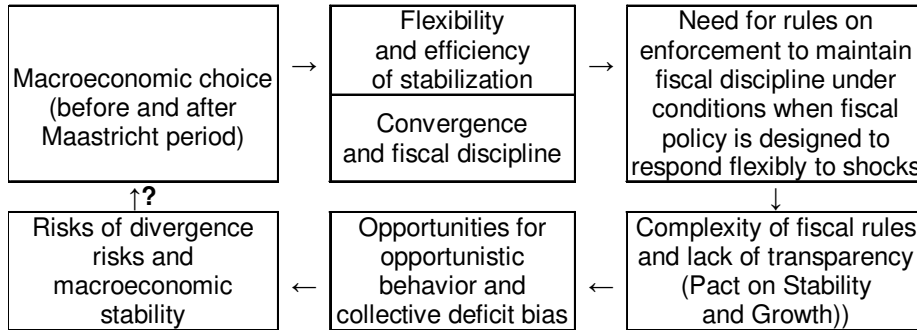 Macroeconomic choice
(before and after
Maastricht period)
→
Flexibility
and efficiency
of stabilization
Convergence
and fiscal discipline
→
Need for rules on
enforcement to maintain
fiscal discipline under
conditions when fiscal
policy is designed to
respond flexibly to shocks
↓
Complexity of fiscal rules
and lack of transparency
(Pact on Stability
and Growth))
←
Opportunities for
opportunistic
behavior and
collective deficit bias
←
Risks of divergence
risks and
macroeconomic
stability
↑?